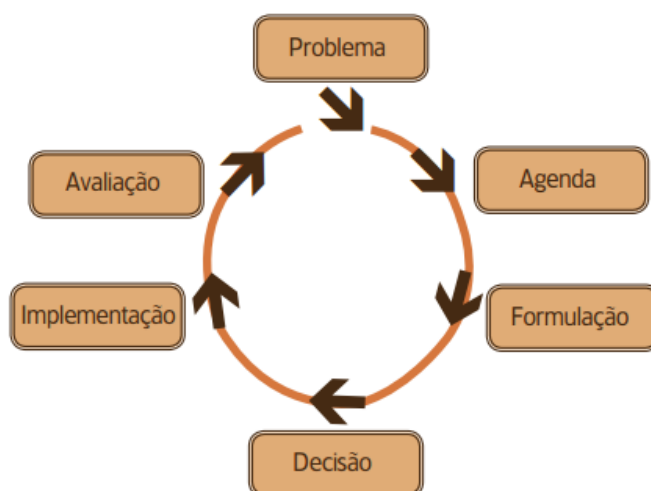 Problema
Agenda
Formulação
Decisão
Implementação
Avaliação